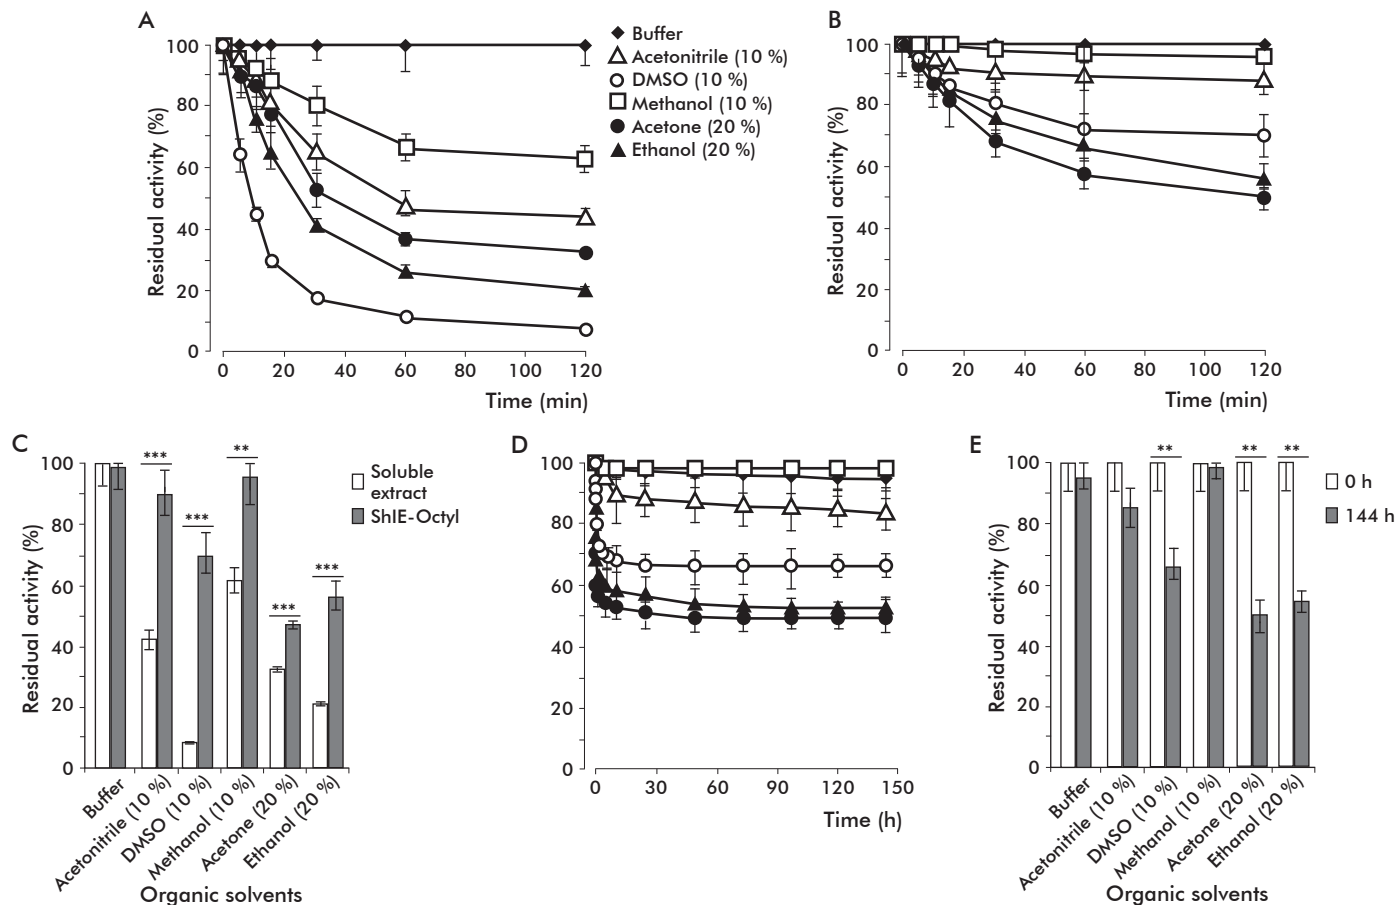 A
Residual activity (%)
100
80
60
40
20
0
0 20 40 60 80 100 120
Time (min)
Buffer
Acetonitrile (10 %)
DMSO (10 %)
Methanol (10 %)
Acetone (20 %)
Ethanol (20 %)
B
Residual activity (%)
100
80
60
40
20
0
0 20 40 60 80 100 120
Time (min)
C
Residual activity (%)
100
80
60
40
20
0
*** *** ** *** ***
Soluble
extract
ShIE-Octyl
Buffer
Acetonitrile (10 %)
DMSO (10 %)
Methanol (10 %)
Acetone (20 %)
Ethanol (20 %)
Organic solvents
D
100
80
60
40
20
0
0 30 60 90 120 150
Time (h)
E
Residual activity (%)
100
80
60
40
20
0
** ** **
0 h
144 h
Buffer
Acetonitrile (10 %)
DMSO (10 %)
Methanol (10 %)
Acetone (20 %)
Ethanol (20 %)
Organic solvents